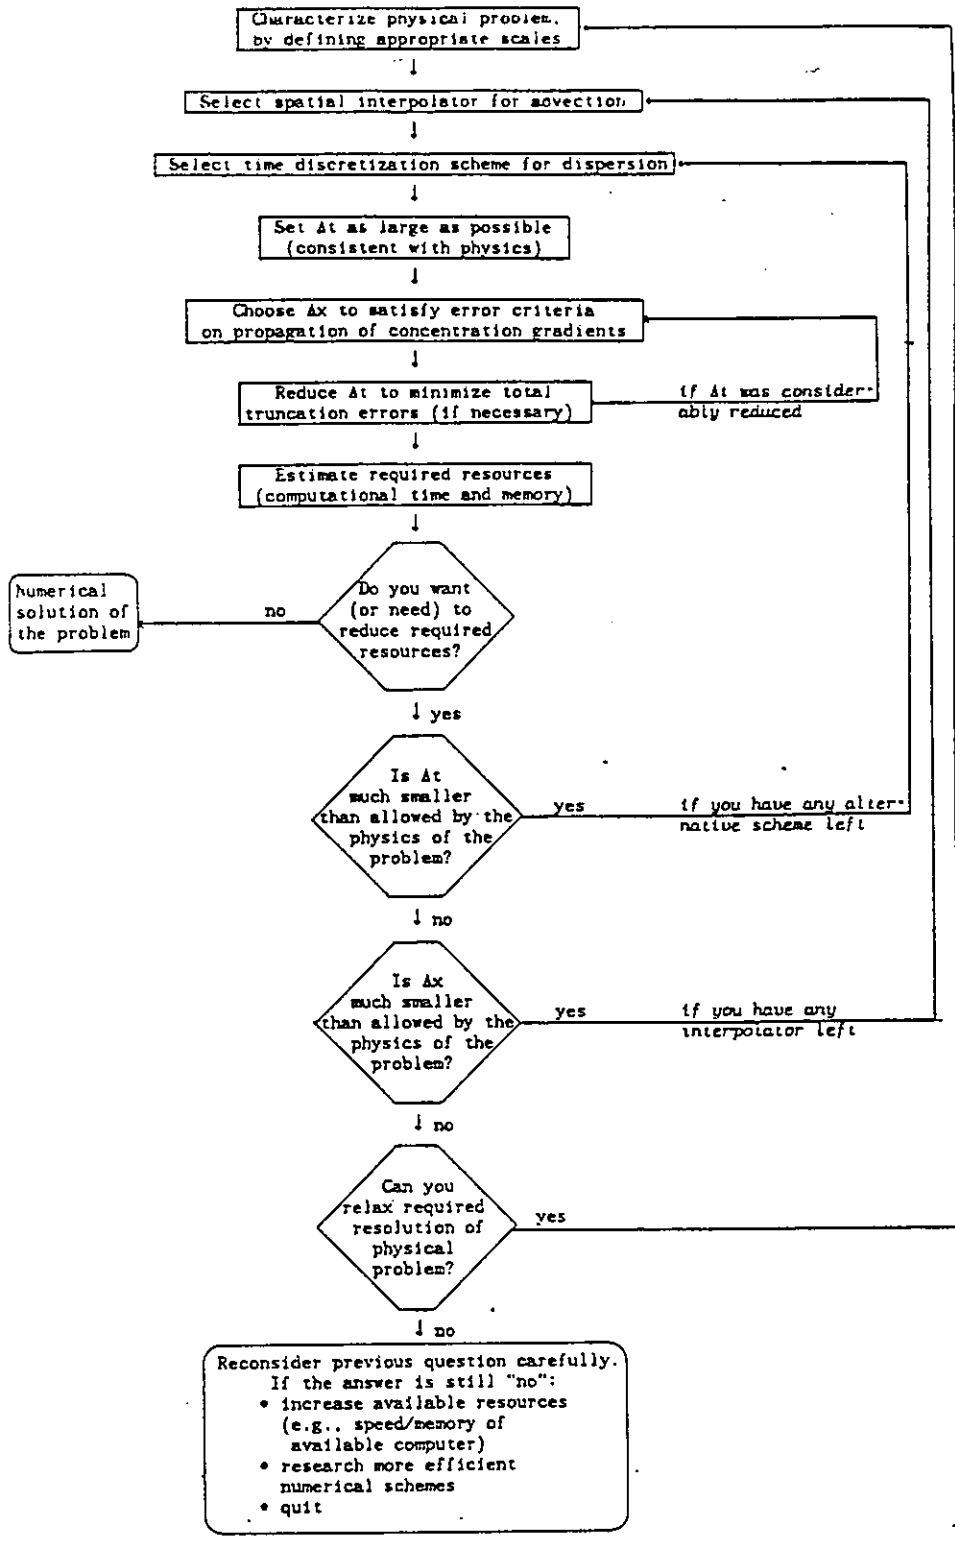 Characterize physical problem,
by defining appropriate scales
Select spatial interpolator for advection
Select time discretization scheme for dispersion
Set Δt as large as possible
(consistent with physics)
Choose Δx to satisfy error criteria
on propagation of concentration gradients
Reduce Δt to minimize total
truncation errors (if necessary)
if Δt was consider-
ably reduced
Estimate required resources
(computational time and memory)
Do you want
(or need) to
reduce required
resources?
no
Numerical
solution of
the problem
yes
Is Δt
much smaller
than allowed by the
physics of the
problem?
yes
if you have any alter-
native scheme left
no
Is Δx
much smaller
than allowed by the
physics of the
problem?
yes
if you have any
interpolator left
no
Can you
relax required
resolution of
physical
problem?
yes
no
Reconsider previous question carefully.
If the answer is still "no":
• increase available resources
(e.g., speed/memory of
available computer)
• research more efficient
numerical schemes
• quit